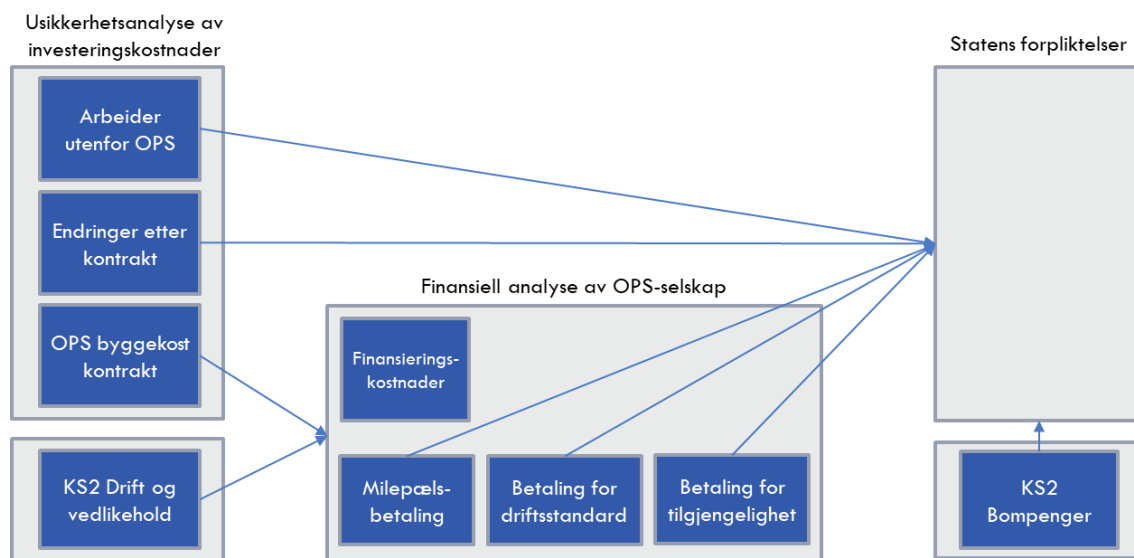 Usikkerhetsanalyse av
investeringskostnader
Arbeider
utenfor OPS
Endringer etter
kontrakt
OPS byggekost
kontrakt
KS2 Drift og
vedlikehold
Finansiell analyse av OPS-selskap
Finansierings-
kostnader
Milepæls-
betaling
Betaling for
driftsstandard
Betaling for
tilgjengelighet
Statens forpliktelser
KS2
Bompenger